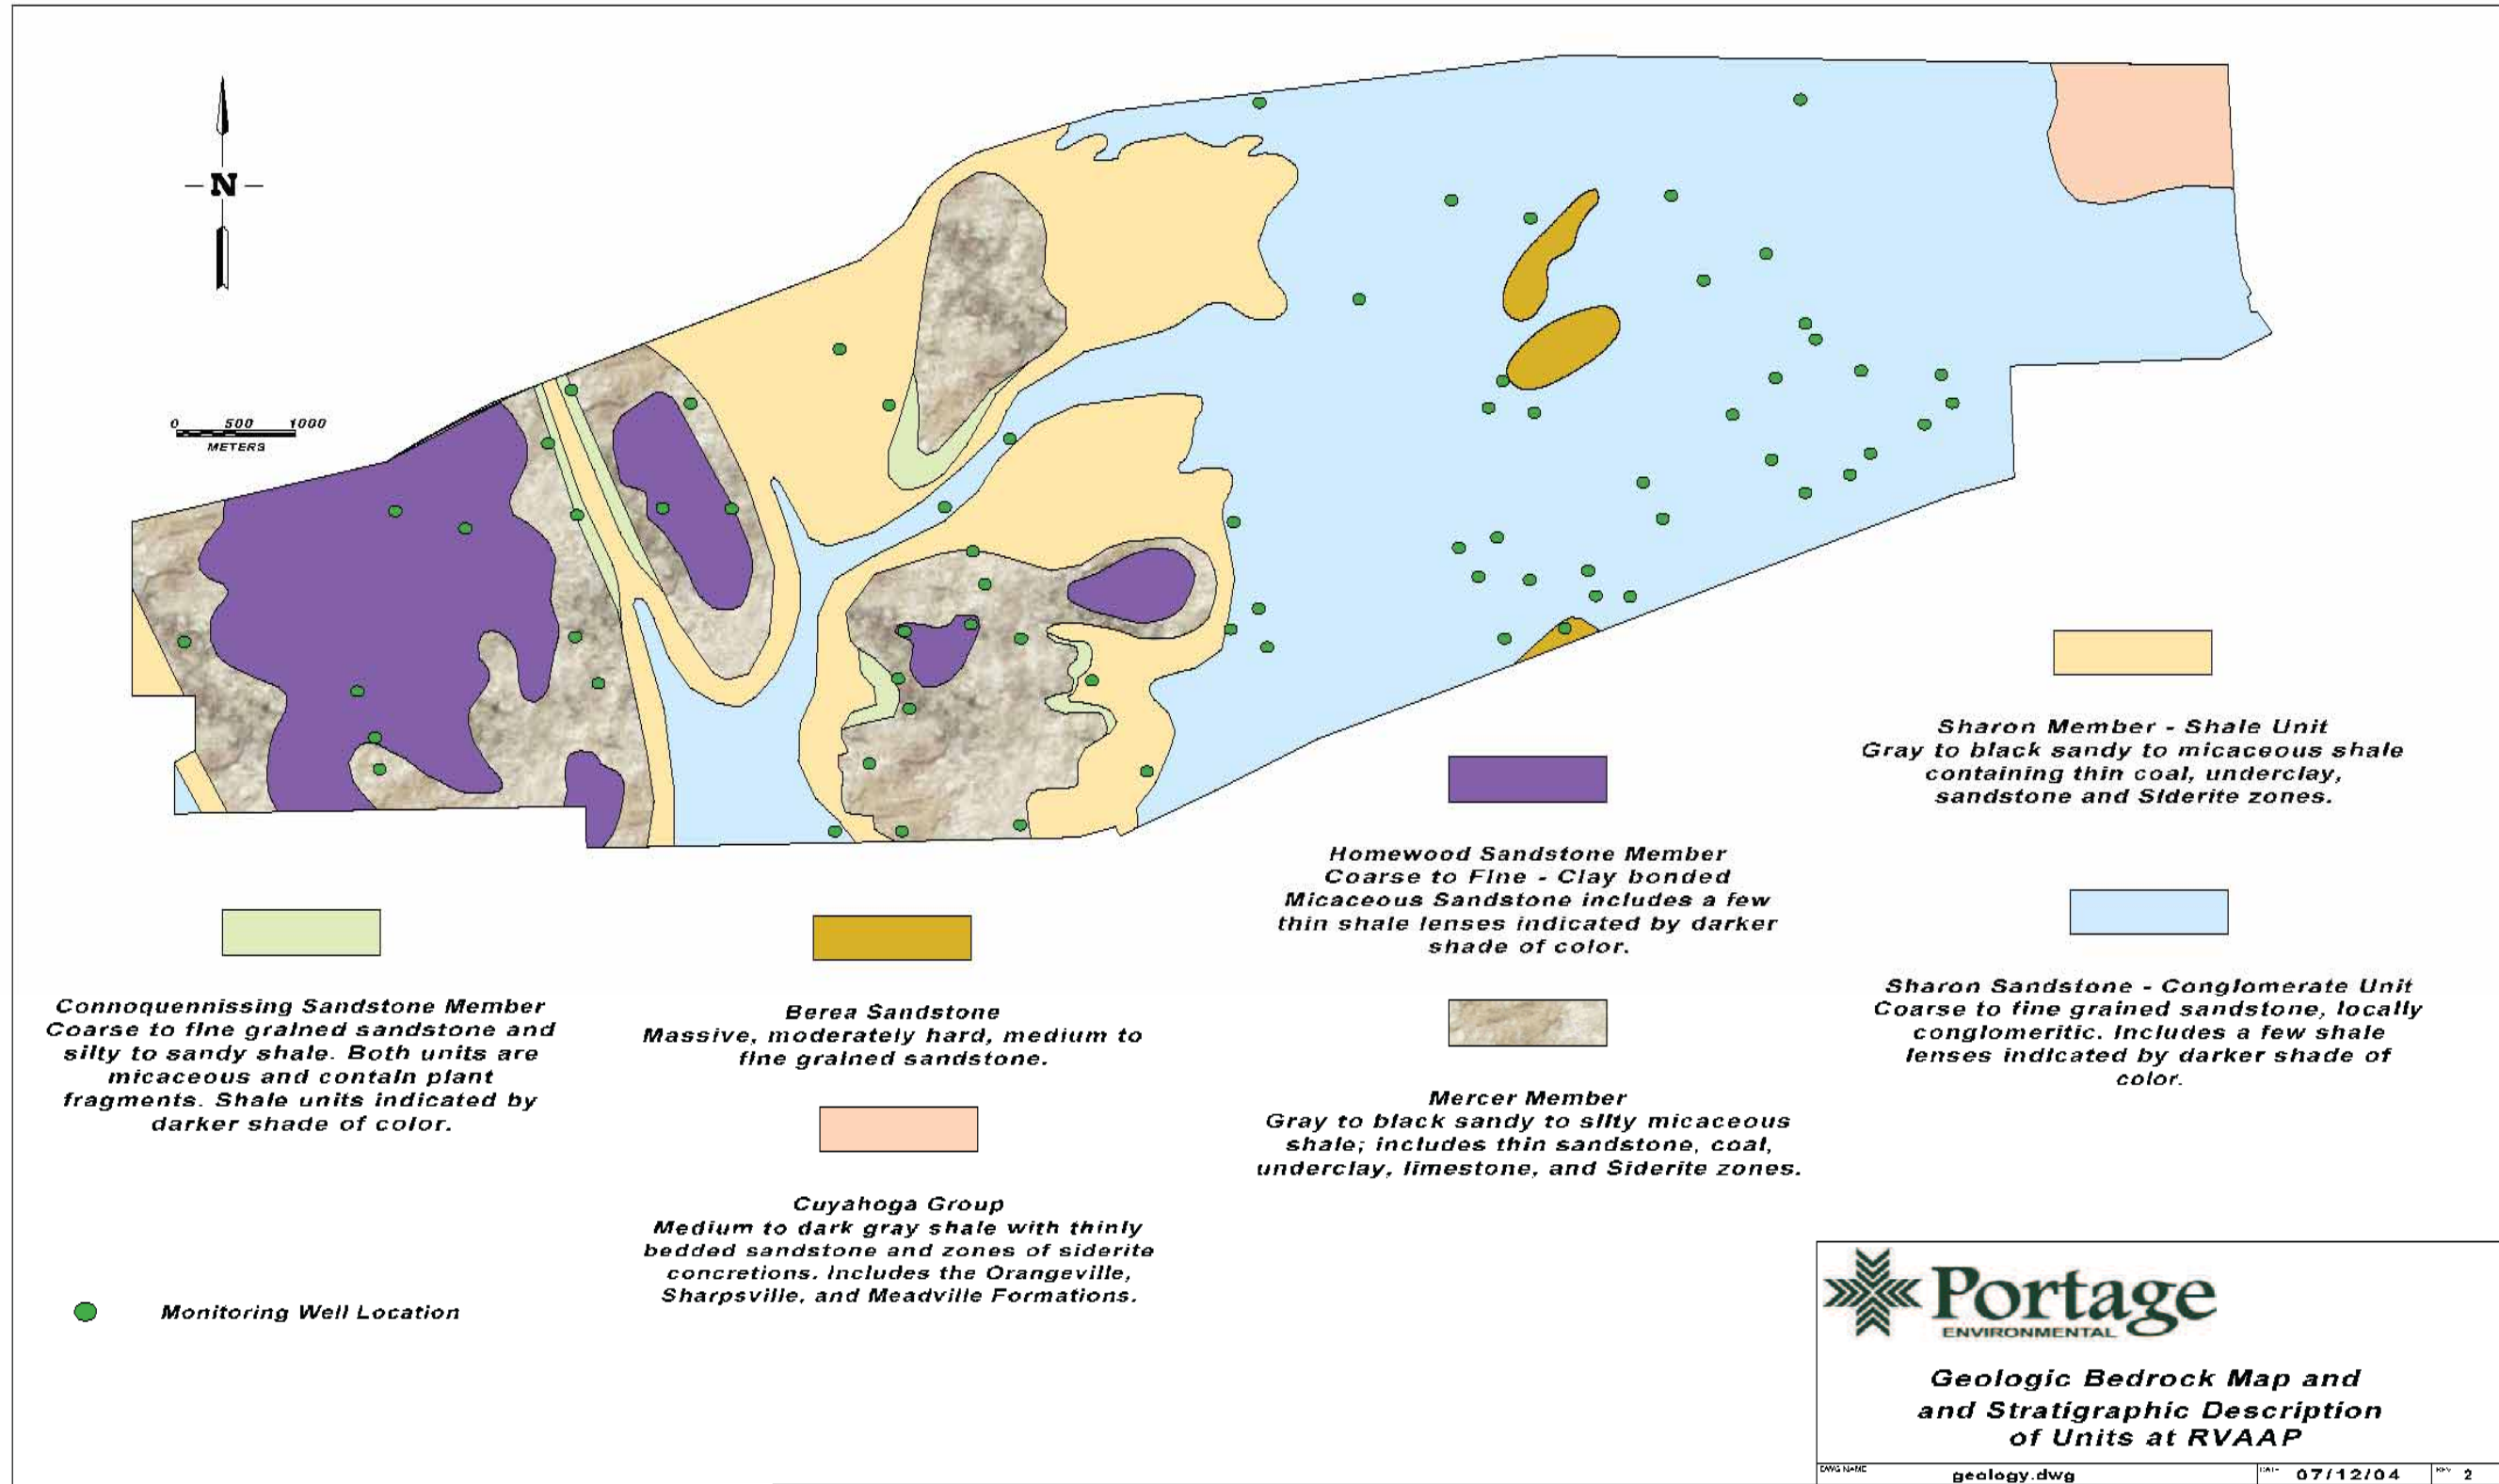 N
0 500 1000
METERS
Sharon Member - Shale Unit
Gray to black sandy to micaceous shale
containing thin coal, underclay,
sandstone and Siderite zones.
Homewood Sandstone Member
Coarse to Fine - Clay bonded
Micaceous Sandstone includes a few
thin shale lenses indicated by darker
shade of color.
Connoquennissing Sandstone Member
Coarse to fine grained sandstone and
silty to sandy shale. Both units are
micaceous and contain plant
fragments. Shale units indicated by
darker shade of color.
Berea Sandstone
Massive, moderately hard, medium to
fine grained sandstone.
Sharon Sandstone - Conglomerate Unit
Coarse to fine grained sandstone, locally
conglomeritic. Includes a few shale
lenses indicated by darker shade of
color.
Mercer Member
Gray to black sandy to silty micaceous
shale; includes thin sandstone, coal,
underclay, limestone, and Siderite zones.
Cuyahoga Group
Medium to dark gray shale with thinly
bedded sandstone and zones of siderite
concretions. Includes the Orangeville,
Sharpsville, and Meadville Formations.
Monitoring Well Location
Portage
ENVIRONMENTAL
Geologic Bedrock Map and
and Stratigraphic Description
of Units at RVAAP
DWG NAME geology.dwg DATE 07/12/04 REV 2